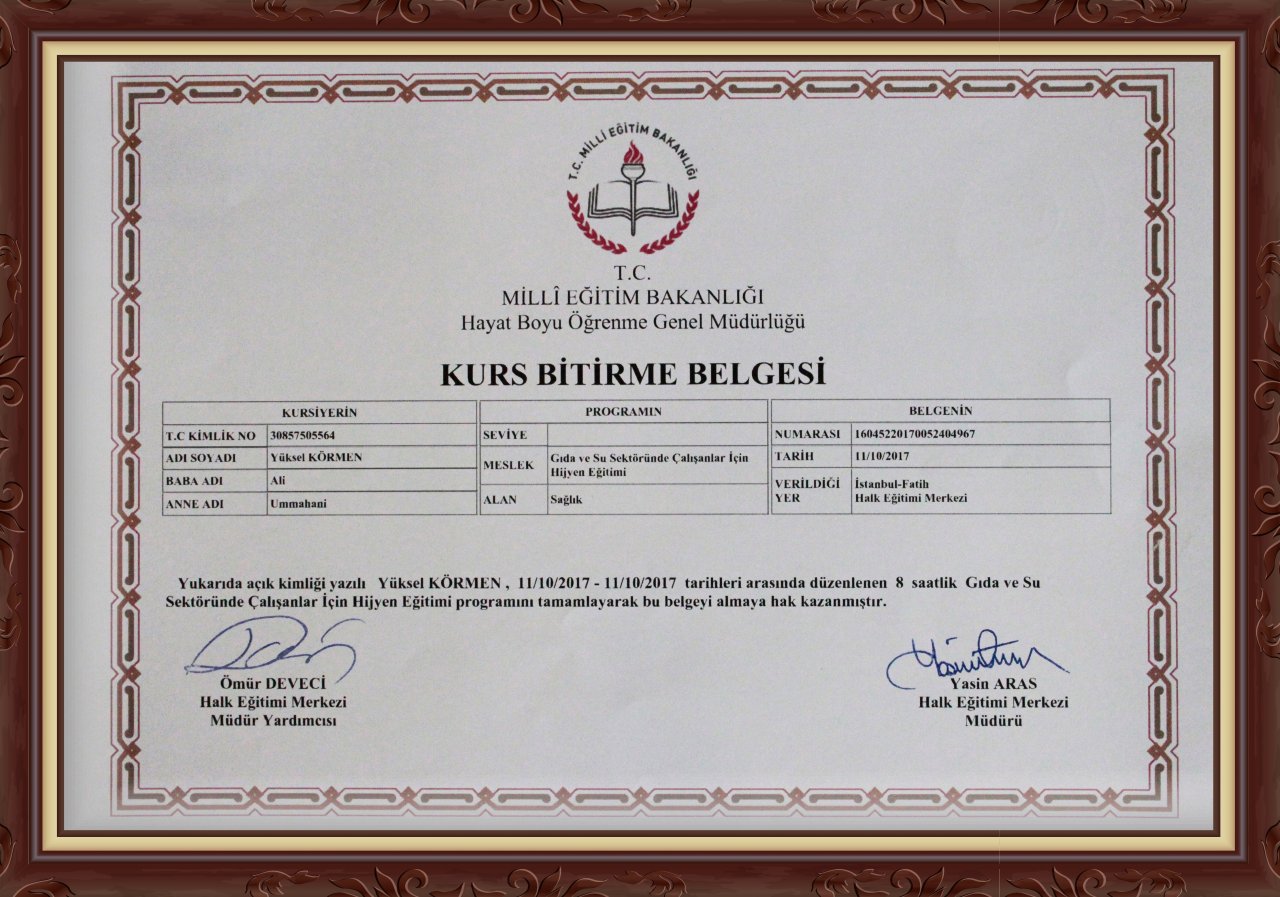 T.C. MİLLİ EĞİTİM BAKANLIĞI
T.C.
MİLLÎ EĞİTİM BAKANLIĞI
Hayat Boyu Öğrenme Genel Müdürlüğü
KURS BİTİRME BELGESİ
KURSİYERİN
T.C KİMLİK NO 30857505564
ADI SOYADI Yüksel KÖRMEN
BABA ADI Ali
ANNE ADI Ummahani
PROGRAMIN
SEVİYE
MESLEK Gıda ve Su Sektöründe Çalışanlar İçin
Hijyen Eğitimi
ALAN Sağlık
BELGENİN
NUMARASI 16045220170052404967
TARİH 11/10/2017
VERİLDİĞİ İstanbul-Fatih
YER Halk Eğitimi Merkezi
Yukarıda açık kimliği yazılı Yüksel KÖRMEN , 11/10/2017 - 11/10/2017 tarihleri arasında düzenlenen 8 saatlik Gıda ve Su
Sektöründe Çalışanlar İçin Hijyen Eğitimi programını tamamlayarak bu belgeyi almaya hak kazanmıştır.
Ömür DEVECİ
Halk Eğitimi Merkezi
Müdür Yardımcısı
Yasin ARAS
Halk Eğitimi Merkezi
Müdürü